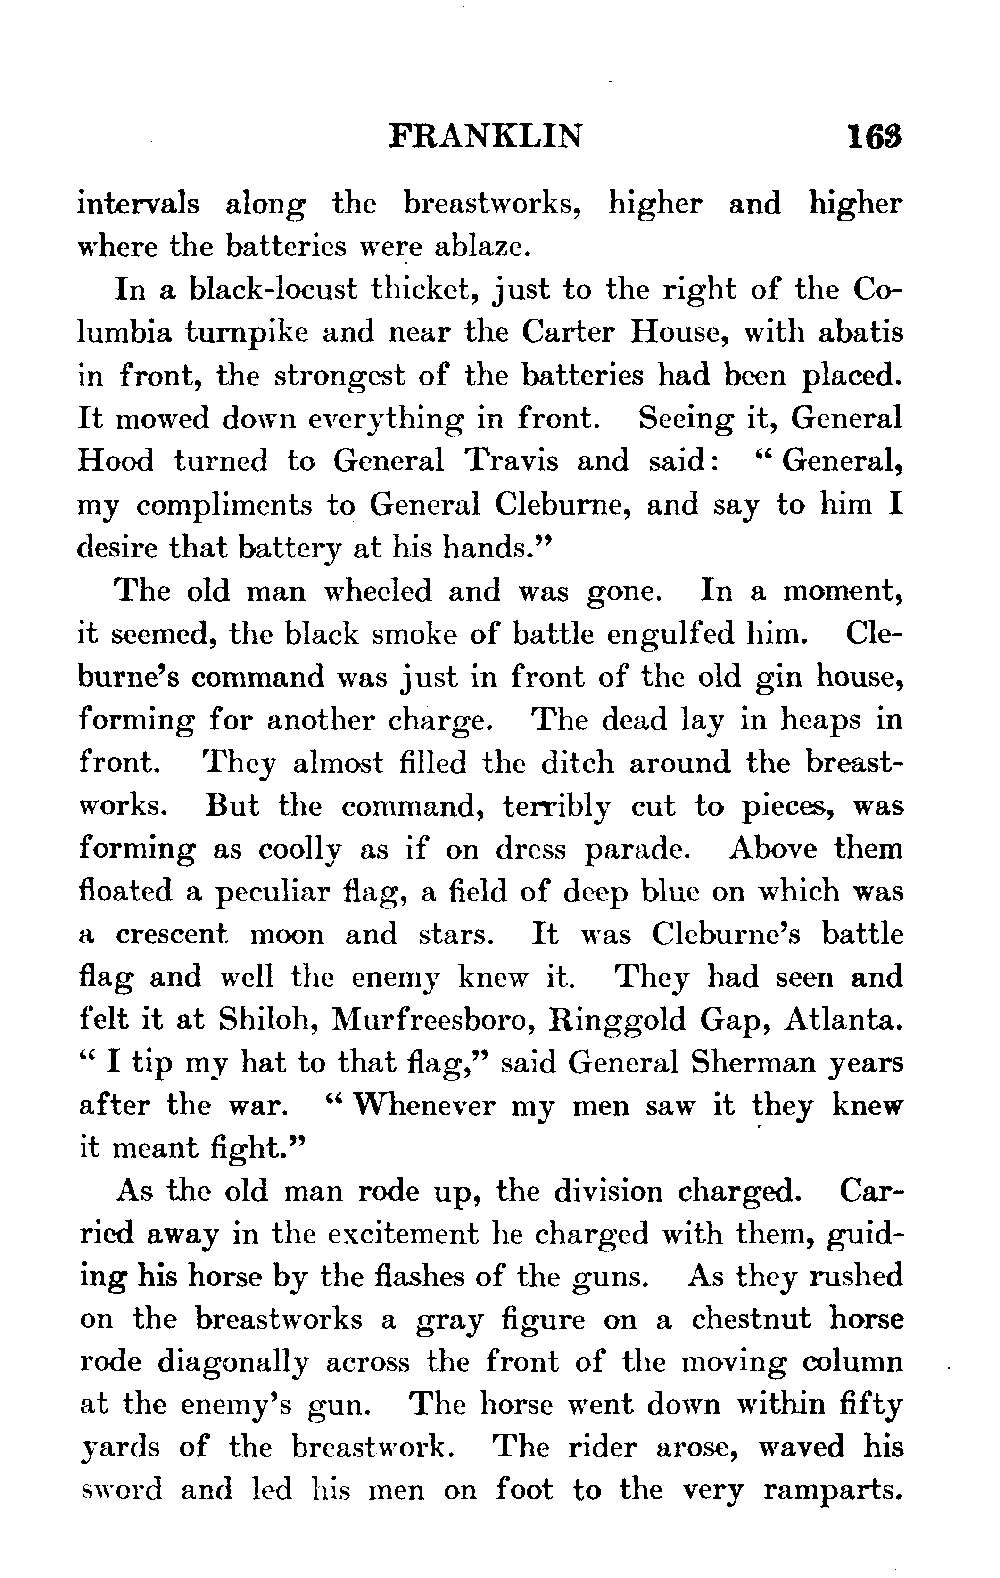 FRANKLIN 163
intervals along the breastworks, higher and higher
where the batteries were ablaze.
In a black-locust thicket, just to the right of the Co-
lumbia turnpike and near the Carter House, with abatis
in front, the strongest of the batteries had been placed.
It mowed down everything in front. Seeing it, General
Hood turned to General Travis and said: “ General,
my compliments to General Cleburne, and say to him I
desire that battery at his hands.”
The old man wheeled and was gone. In a moment,
it seemed, the black smoke of battle engulfed him. Cle-
burne’s command was just in front of the old gin house,
forming for another charge. The dead lay in heaps in
front. They almost filled the ditch around the breast-
works. But the command, terribly cut to pieces, was
forming as coolly as if on dress parade. Above them
floated a peculiar flag, a field of deep blue on which was
a crescent moon and stars. It was Cleburne’s battle
flag and well the enemy knew it. They had seen and
felt it at Shiloh, Murfreesboro, Ringgold Gap, Atlanta.
“ I tip my hat to that flag,” said General Sherman years
after the war. “ Whenever my men saw it they knew
it meant fight.”
As the old man rode up, the division charged. Car-
ried away in the excitement he charged with them, guid-
ing his horse by the flashes of the guns. As they rushed
on the breastworks a gray figure on a chestnut horse
rode diagonally across the front of the moving column
at the enemy’s gun. The horse went down within fifty
yards of the breastwork. The rider arose, waved his
sword and led his men on foot to the very ramparts.